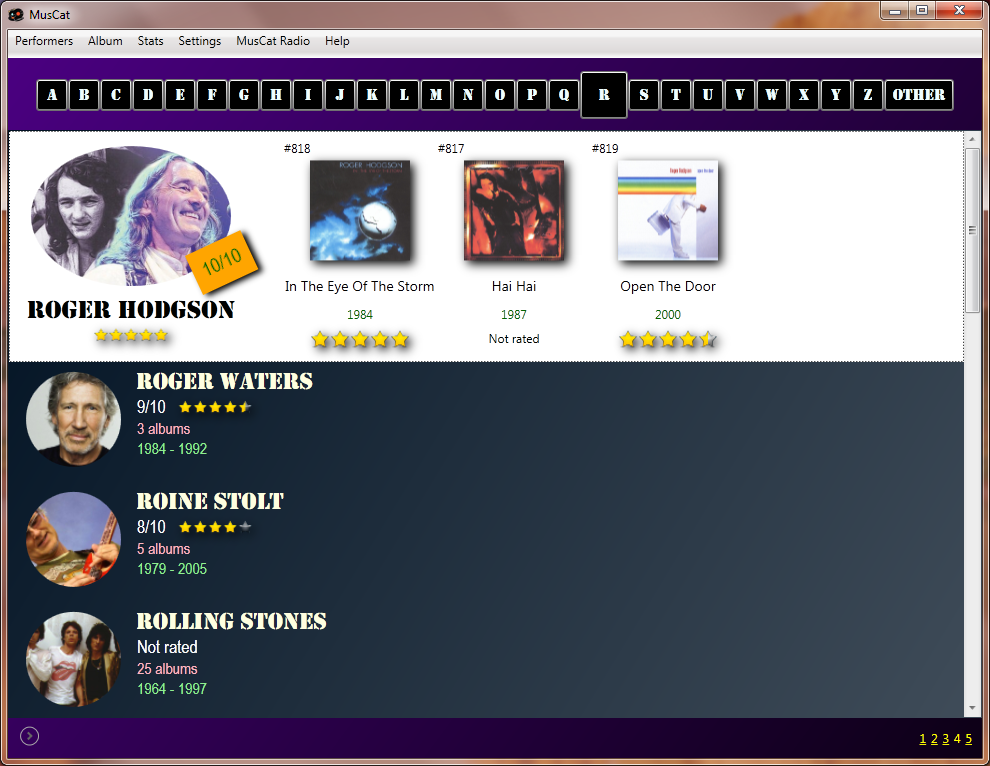 MusCat
Performers Album Stats Settings MusCat Radio Help
A B C D E F G H I J K L M N O P Q R S T U V W X Y Z OTHER
#818 #817 #819
ROGER HODGSON
10/10
In The Eye Of The Storm Hai Hai Open The Door
ROGER HODGSON
1984 1987 2000
Not rated
ROGER WATERS
9/10
3 albums
1984 - 1992
ROINE STOLT
8/10
5 albums
1979 - 2005
ROLLING STONES
Not rated
25 albums
1964 - 1997
1 2 3 4 5